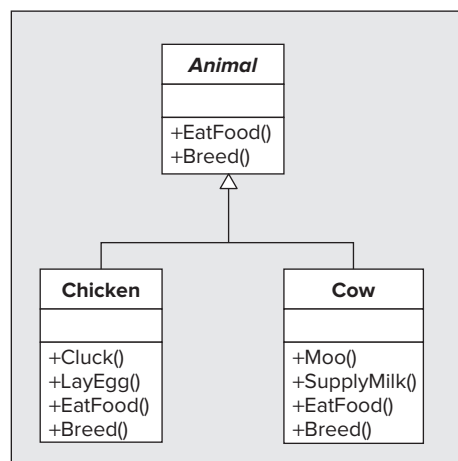 Animal
+EatFood()
+Breed()
Chicken
+Cluck()
+LayEgg()
+EatFood()
+Breed()
Cow
+Moo()
+SupplyMilk()
+EatFood()
+Breed()